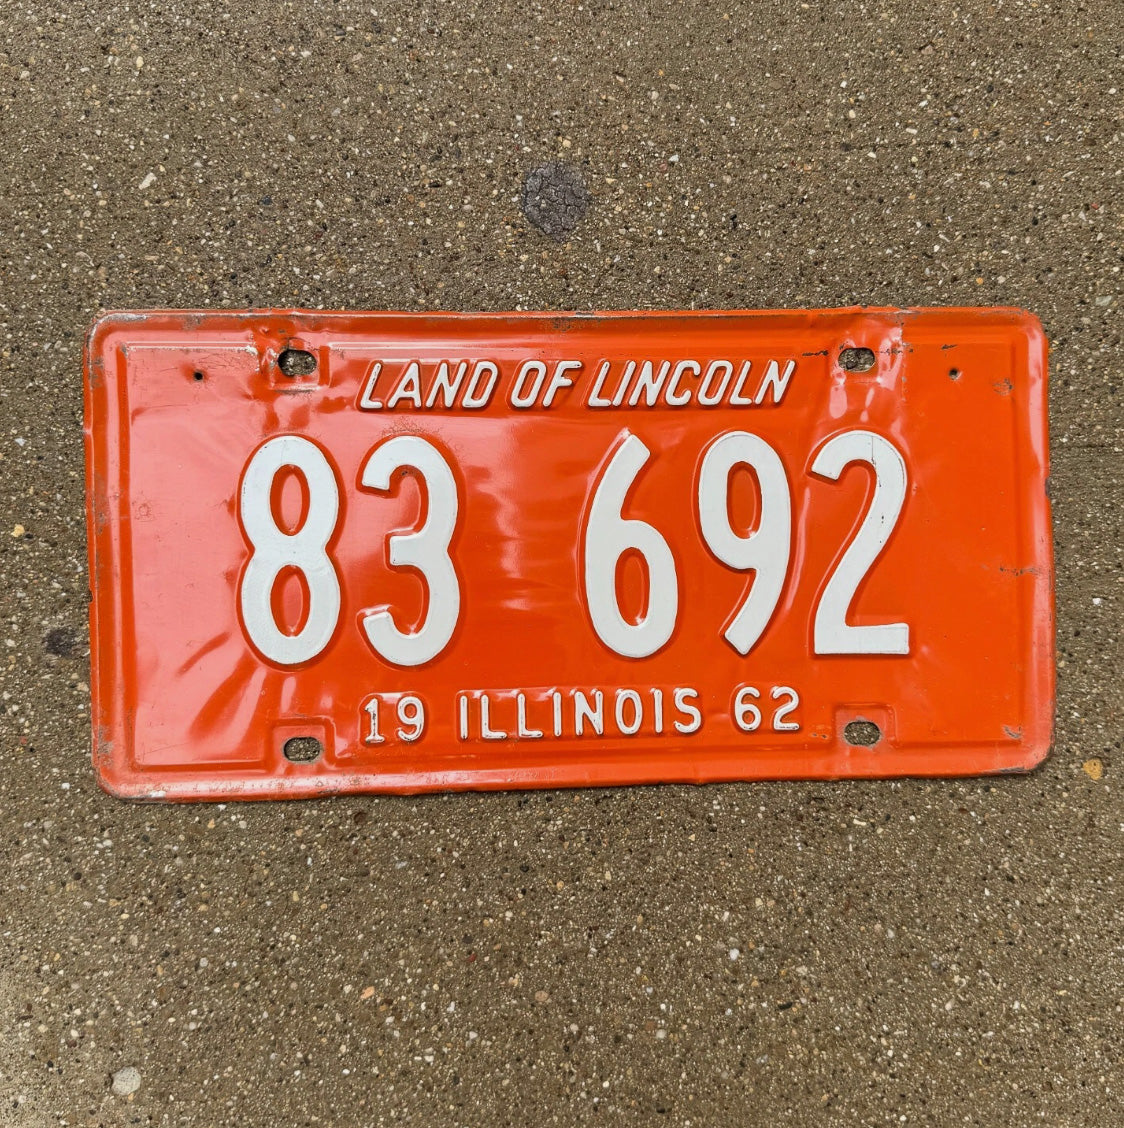 LAND OF LINCOLN
83 692
19 ILLINOIS 62